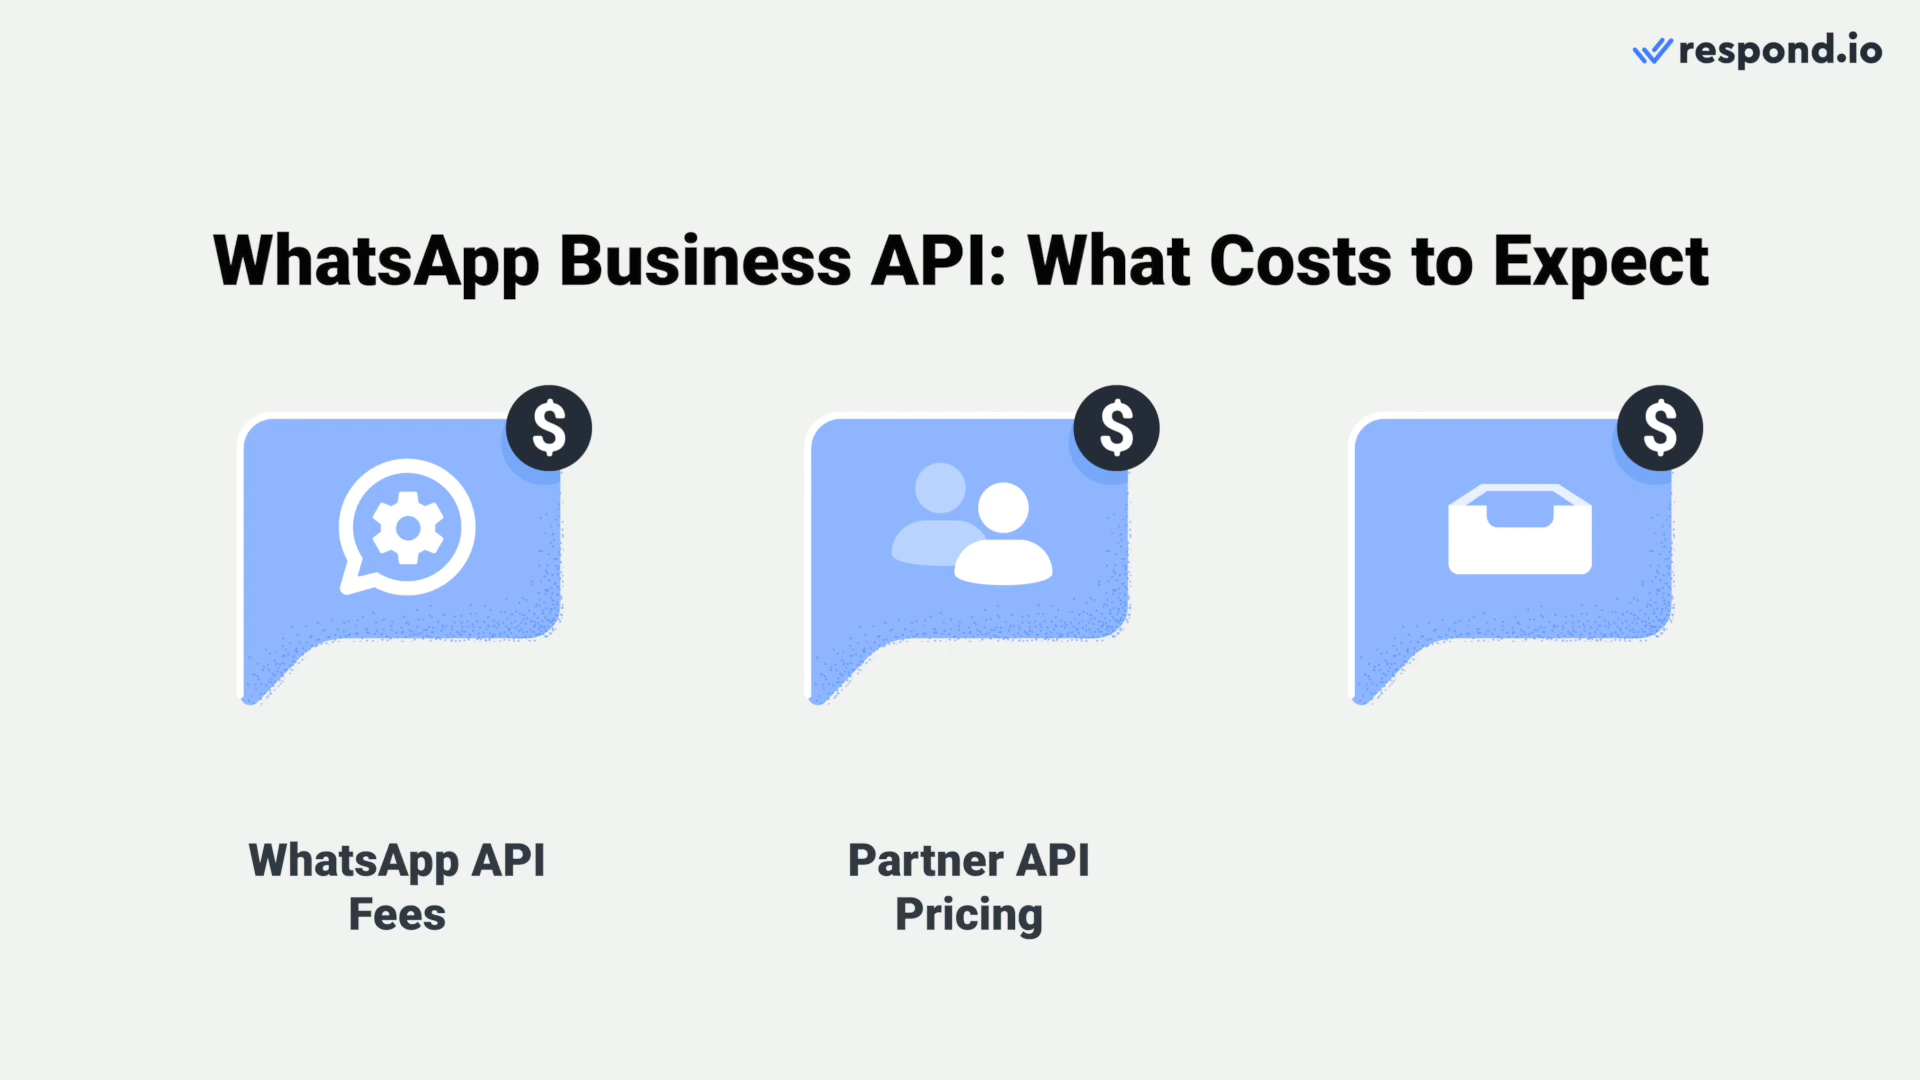 respond.io
WhatsApp Business API: What Costs to Expect
$
$
$
WhatsApp API
Fees
Partner API
Pricing